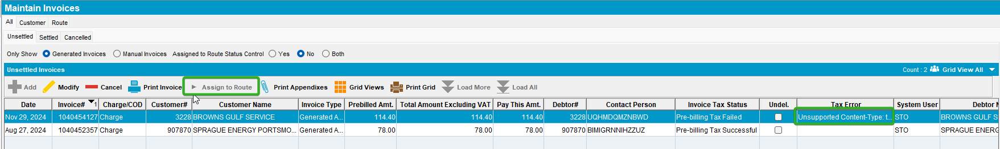 Maintain Invoices
All Customer Route
Unsettled Settled Cancelled
Only Show Generated Invoices Manual Invoices Assigned to Route Status Control Yes No Both
Unsettled Invoices Count : 2 Grid View All
Add Modify Cancel Print Invoice Assign to Route Print Appendixes Grid Views Print Grid Load More Load All
Date Invoice# 1 Charge/COD Customer# Customer Name Invoice Type Prebilled Amt. Total Amount Excluding VAT Pay This Amt. Debtor# Contact Person Invoice Tax Status Undel. Tax Error System User Debtor N
Nov 29, 2024 1040454127 Charge 3228 BROWNS GULF SERVICE Generated A... 114.40 114.40 114.40 3228 UQHMDQMZNBWD Pre-billing Tax Failed Unsupported Content-Type: t... STO BROWNS GULF S
Aug 27, 2024 1040452357 Charge 907870 SPRAGUE ENERGY PORTSMO... Generated A... 78.00 78.00 78.00 907870 BIMIGRNNIHZZUZ Pre-billing Tax Successful STO SPRAGUE ENERG